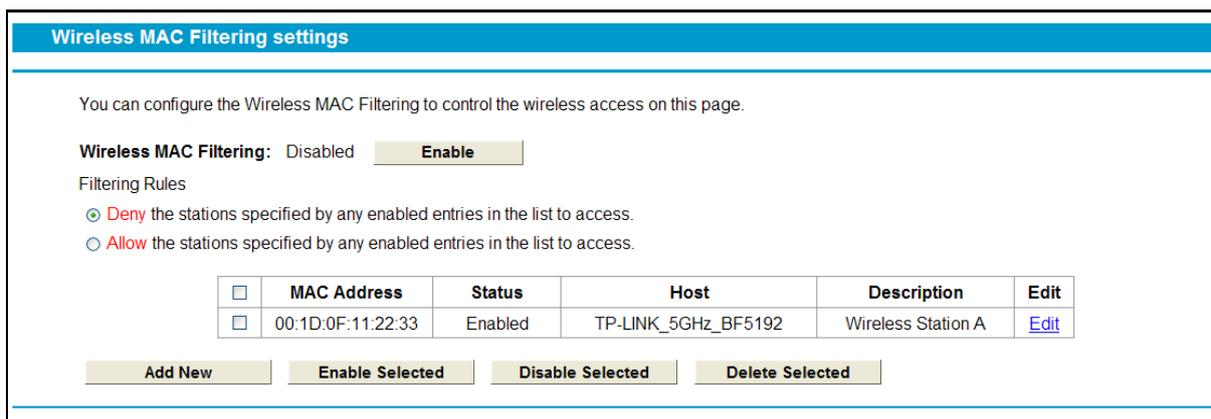 Wireless MAC Filtering settings
You can configure the Wireless MAC Filtering to control the wireless access on this page.
Wireless MAC Filtering: Disabled Enable
Filtering Rules
Deny the stations specified by any enabled entries in the list to access.
Allow the stations specified by any enabled entries in the list to access.
MAC Address Status Host Description Edit
00:1D:0F:11:22:33 Enabled TP-LINK_5GHz_BF5192 Wireless Station A Edit
Add New Enable Selected Disable Selected Delete Selected